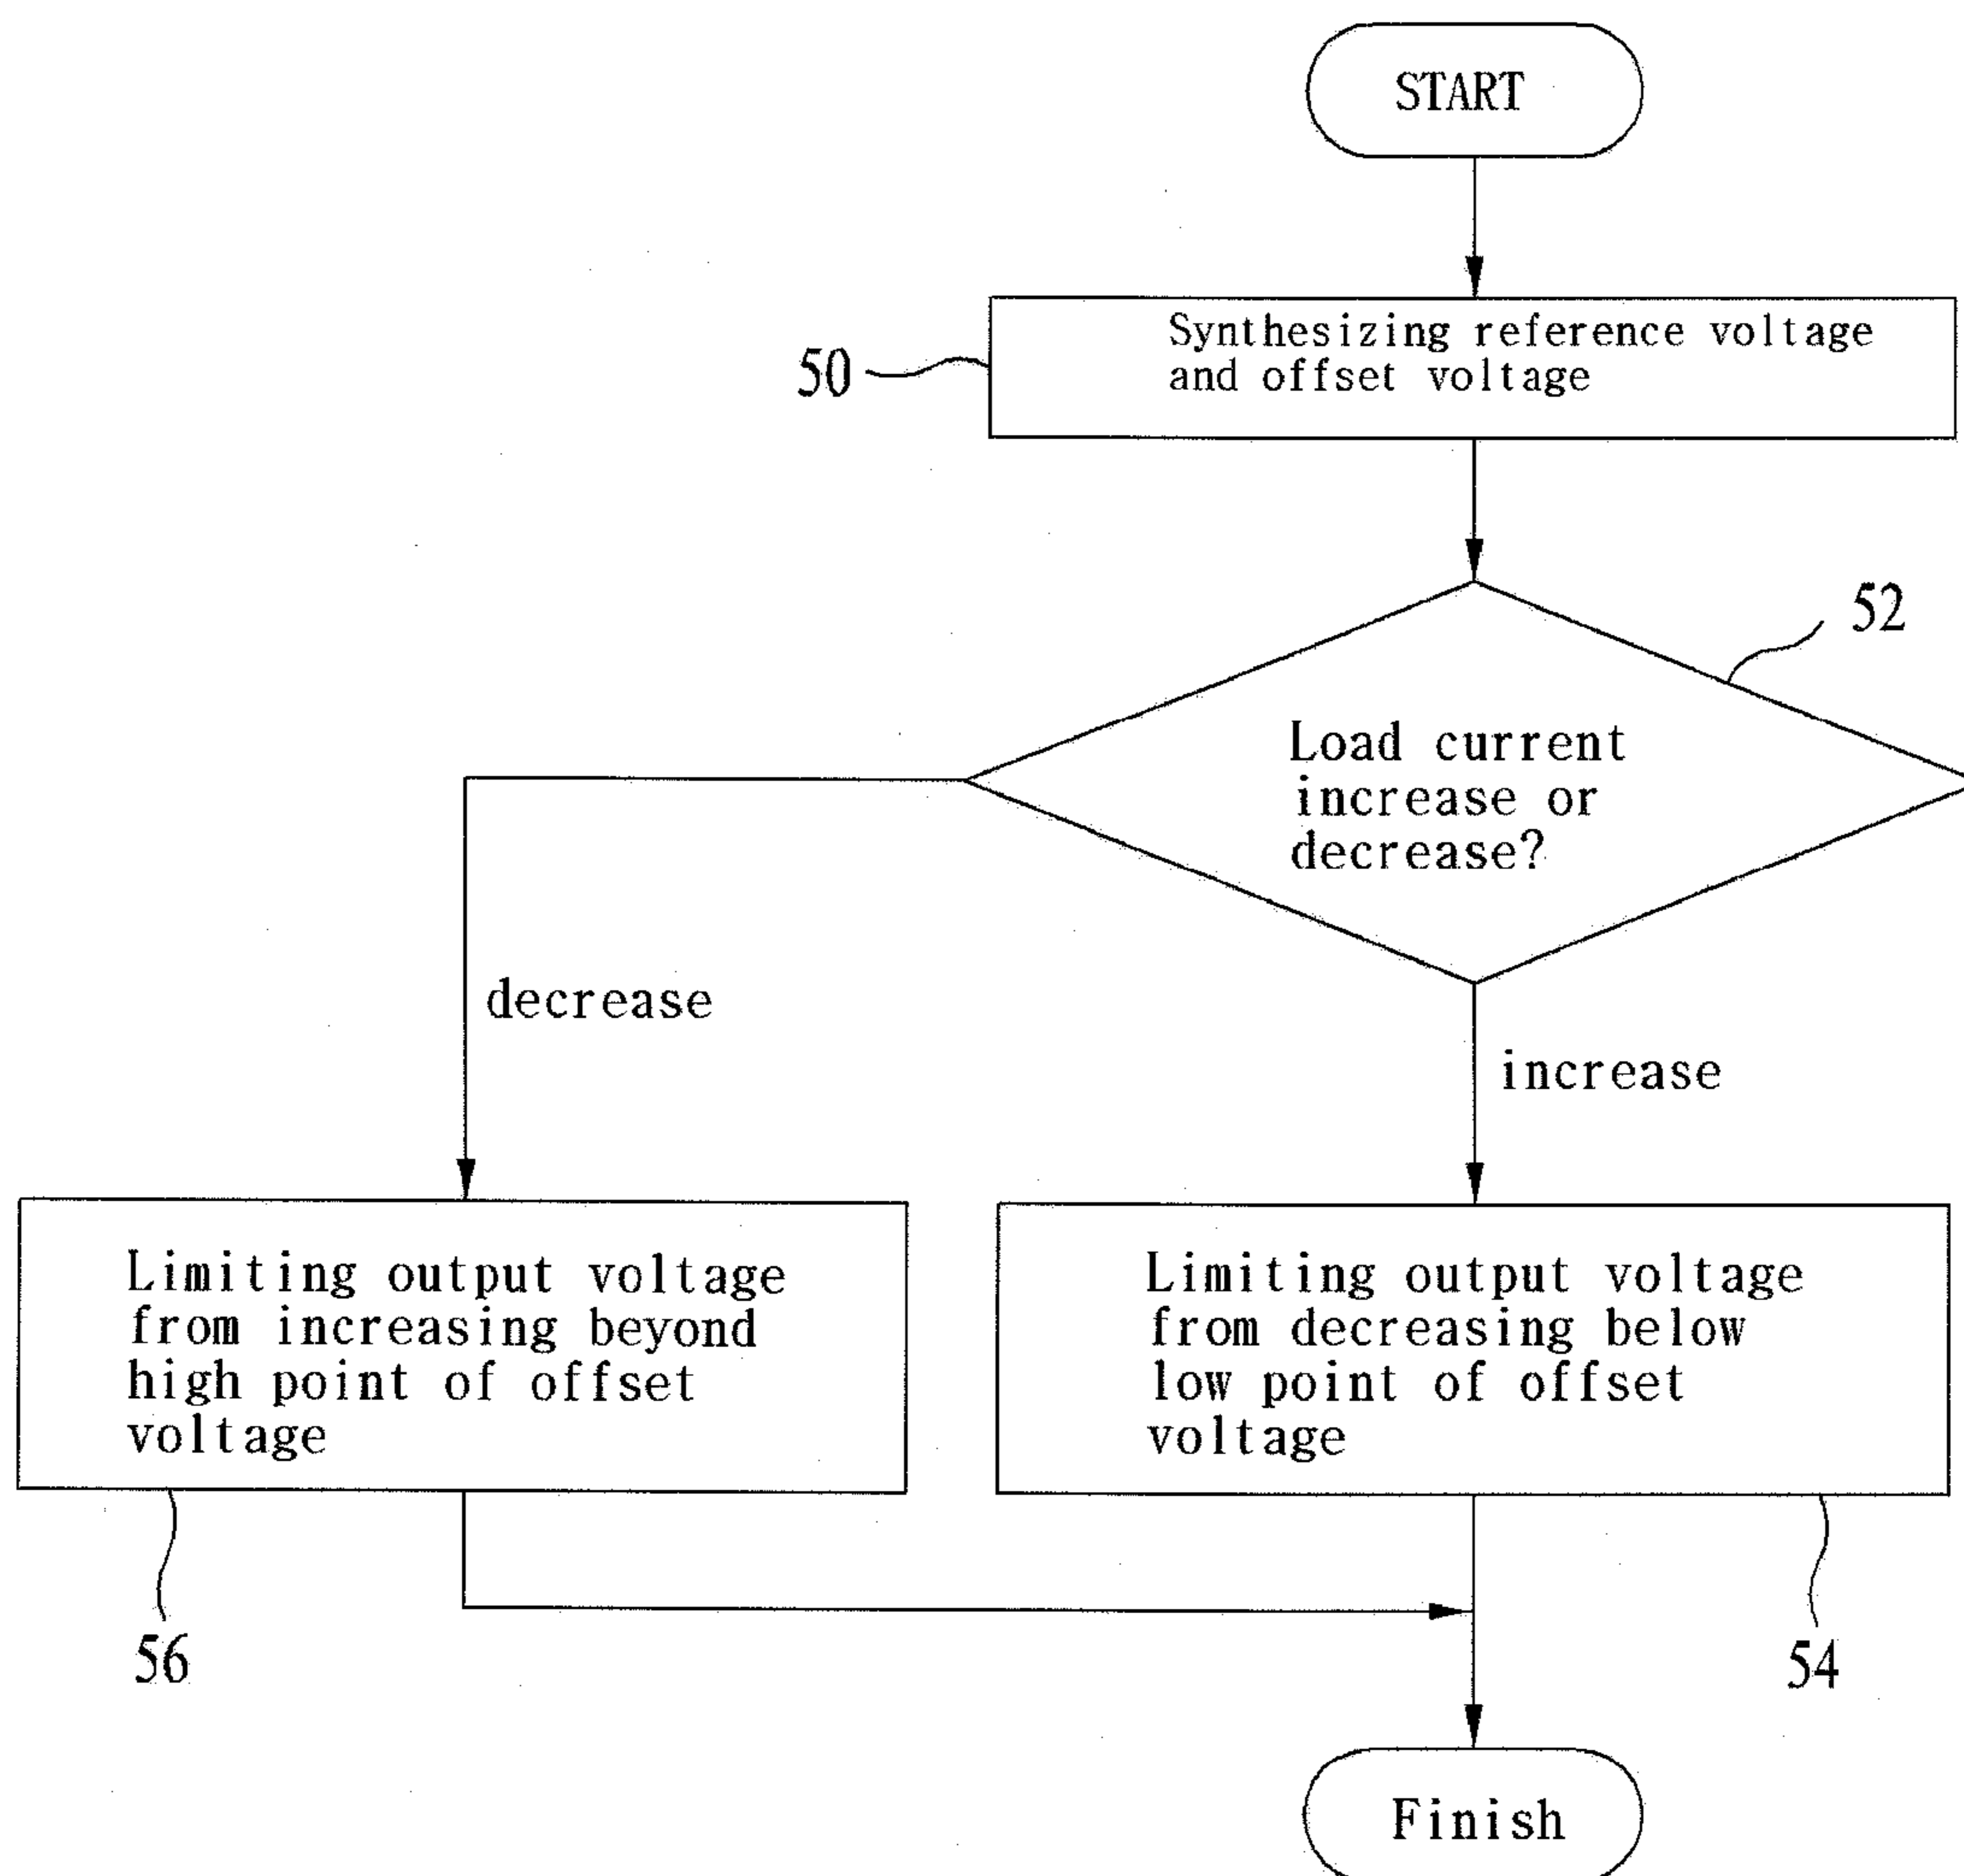 START
Synthesizing reference voltage
and offset voltage
50
52
Load current
increase or
decrease?
decrease
increase
Limiting output voltage
from increasing beyond
high point of offset
voltage
Limiting output voltage
from decreasing below
low point of offset
voltage
56
54
Finish